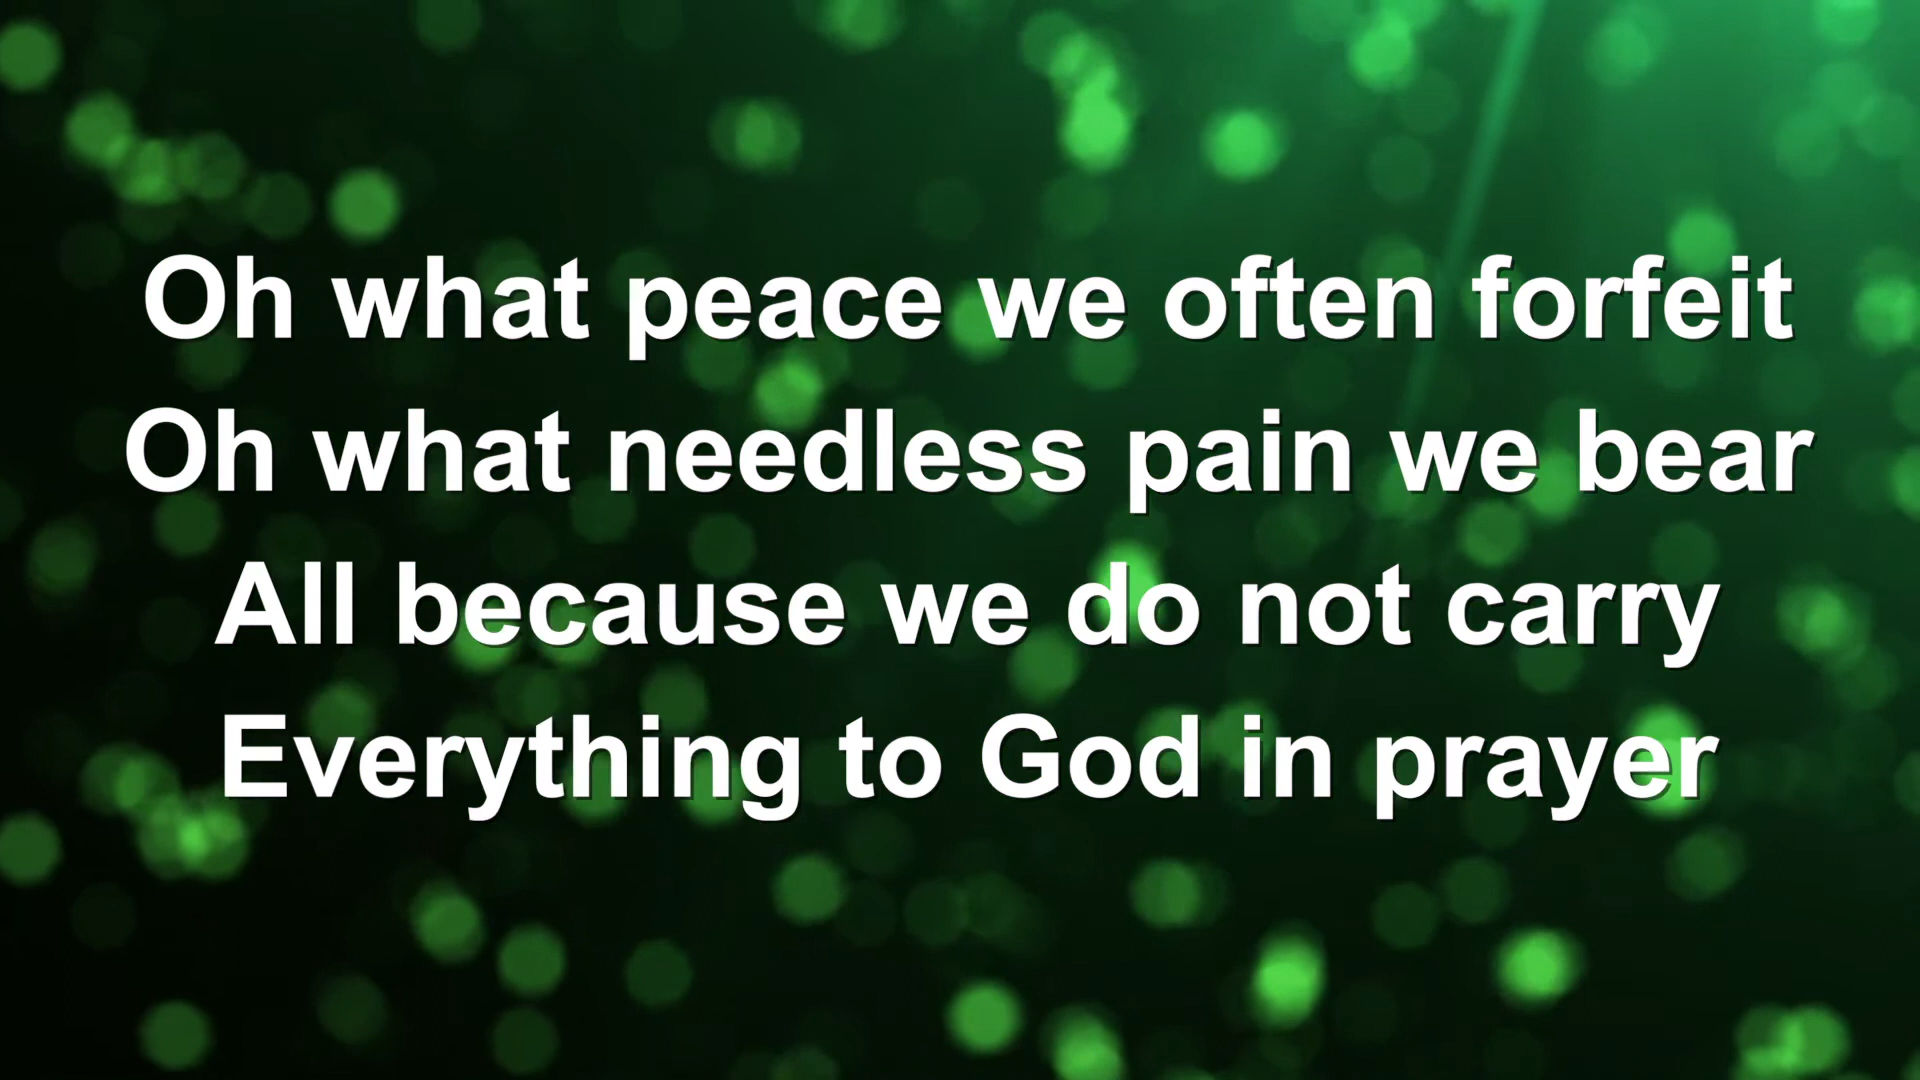 Oh what peace we often forfeit
Oh what needless pain we bear
All because we do not carry
Everything to God in prayer